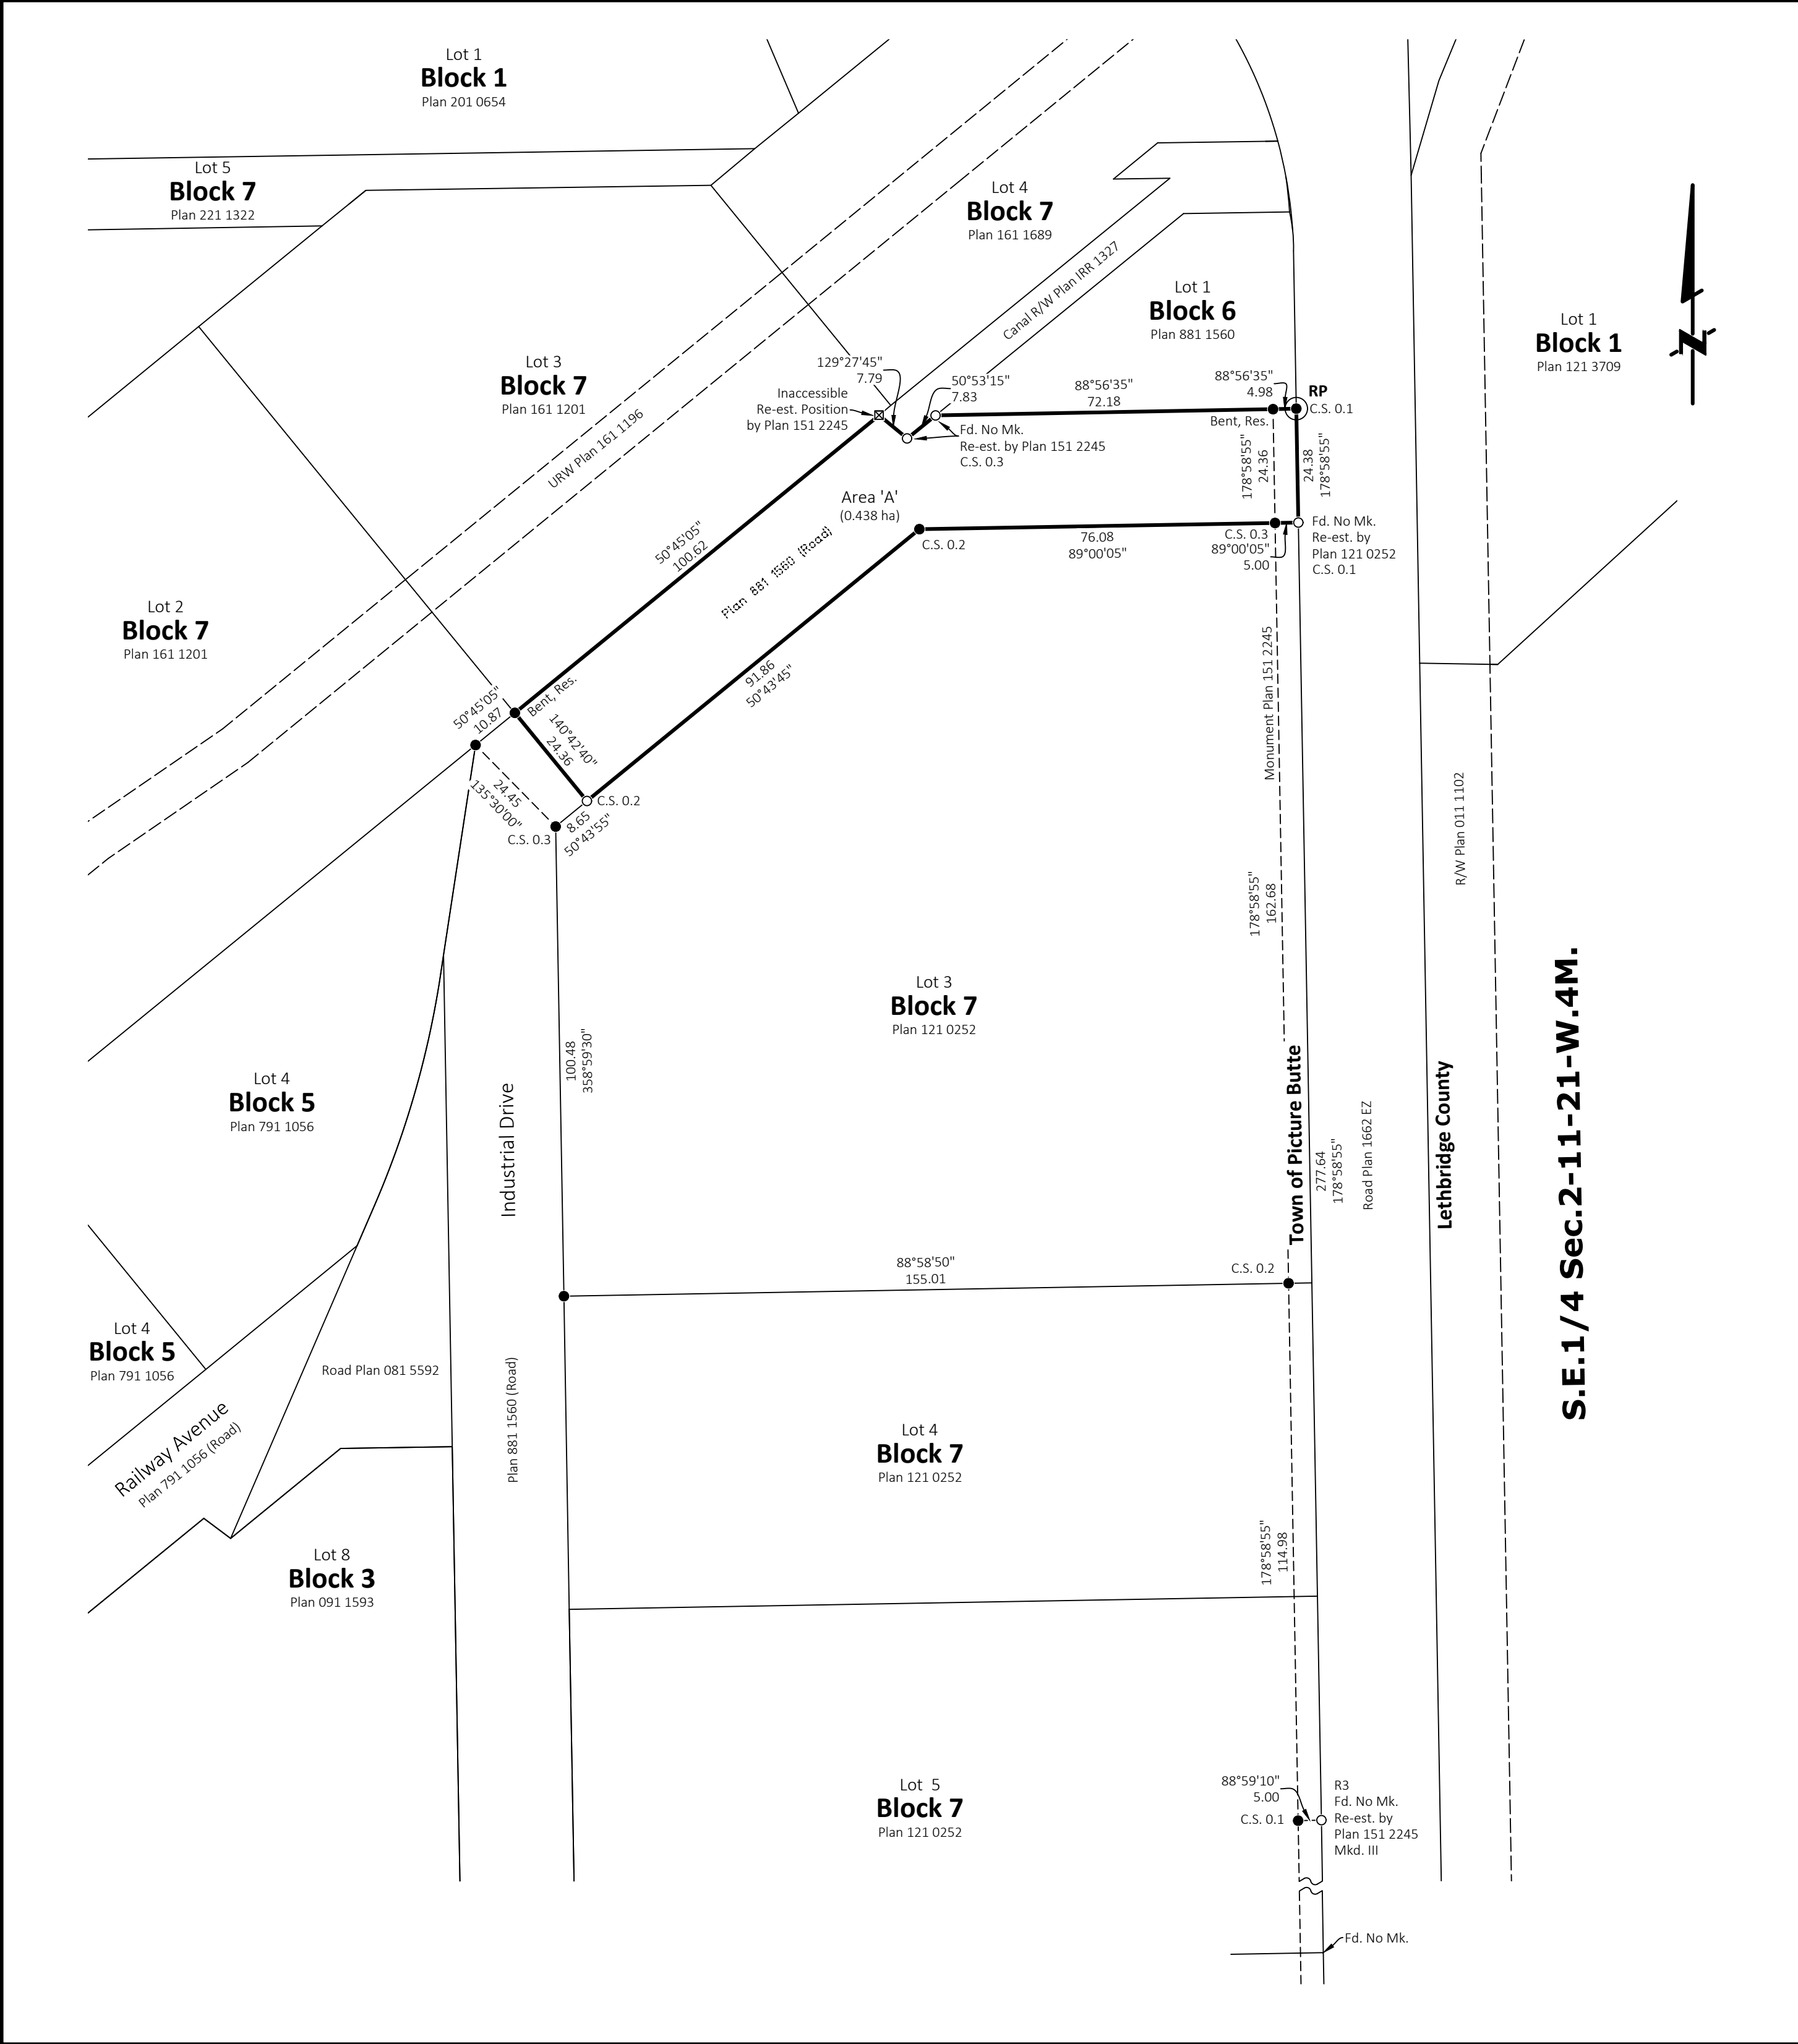 Lot 1
Block 1
Plan 201 0654
Lot 5
Block 7
Plan 221 1322
Lot 4
Block 7
Plan 161 1689
Canal R/W Plan IRR 1327
Lot 1
Block 6
Plan 881 1560
Lot 1
Block 1
Plan 121 3709
N
Lot 3
Block 7
Plan 161 1201
URW Plan 161 1196
129°27'45"
7.79
Inaccessible
Re-est. Position
by Plan 151 2245
50°53'15"
7.83
88°56'35"
72.18
88°56'35"
4.98
RP
C.S. 0.1
Bent, Res.
Fd. No Mk.
Re-est. by Plan 151 2245
C.S. 0.3
178°58'55"
24.36
24.38
178°58'55"
Area 'A'
(0.438 ha)
C.S. 0.2
76.08
89°00'05"
C.S. 0.3
89°00'05"
5.00
Fd. No Mk.
Re-est. by
Plan 121 0252
C.S. 0.1
50°45'05"
100.62
Plan 881 1560 (Road)
Lot 2
Block 7
Plan 161 1201
91.86
50°43'45"
Monument Plan 151 2245
50°45'05"
10.87
Bent, Res.
140°42'40"
24.36
24.45
135°30'00"
C.S. 0.2
8.65
50°43'55"
C.S. 0.3
R/W Plan 011 1102
178°58'55"
162.68
Lot 3
Block 7
Plan 121 0252
100.48
358°59'30"
Industrial Drive
Lot 4
Block 5
Plan 791 1056
Town of Picture Butte
277.64
178°58'55"
Road Plan 1662 EZ
Lethbridge County
S.E.1/4 Sec.2-11-21-W.4M.
88°58'50"
155.01
C.S. 0.2
Lot 4
Block 5
Plan 791 1056
Road Plan 081 5592
Plan 881 1560 (Road)
Railway Avenue
Plan 791 1056 (Road)
Lot 4
Block 7
Plan 121 0252
178°58'55"
114.98
Lot 8
Block 3
Plan 091 1593
Lot 5
Block 7
Plan 121 0252
88°59'10"
5.00
C.S. 0.1
R3
Fd. No Mk.
Re-est. by
Plan 151 2245
Mkd. III
Fd. No Mk.